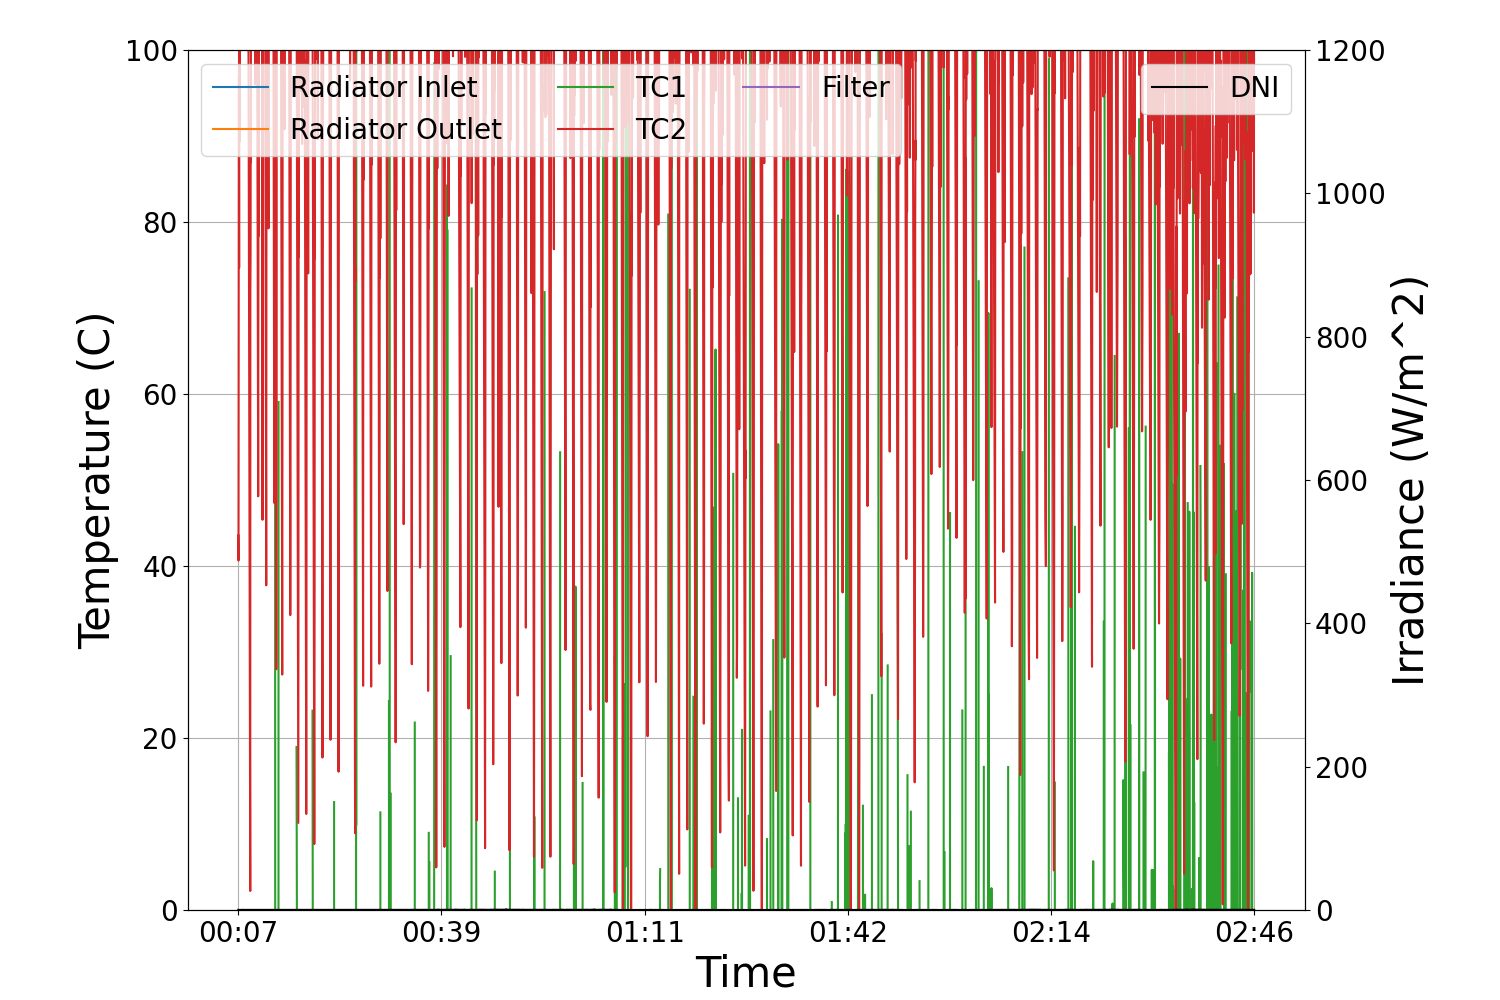 Radiator Inlet
Radiator Outlet
TC1
TC2
Filter
DNI
Temperature (C)
100
80
60
40
20
0
Irradiance (W/m^2)
1200
1000
800
600
400
200
0
00:07 00:39 01:11 01:42 02:14 02:46
Time